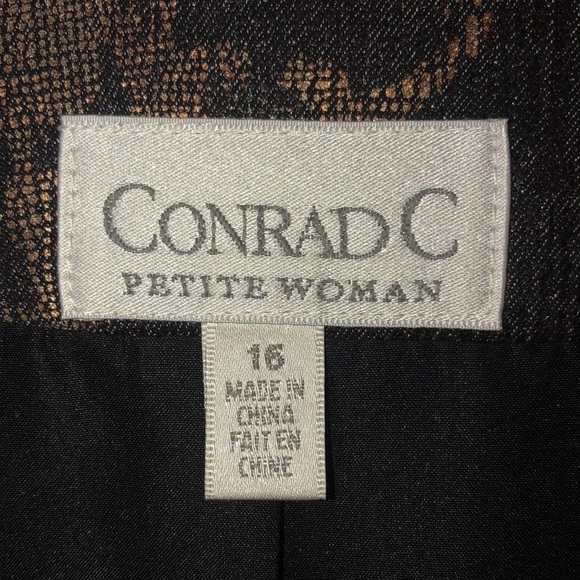 CONRAD C
PETITE WOMAN
16
MADE IN
CHINA
FAIT EN
CHINE